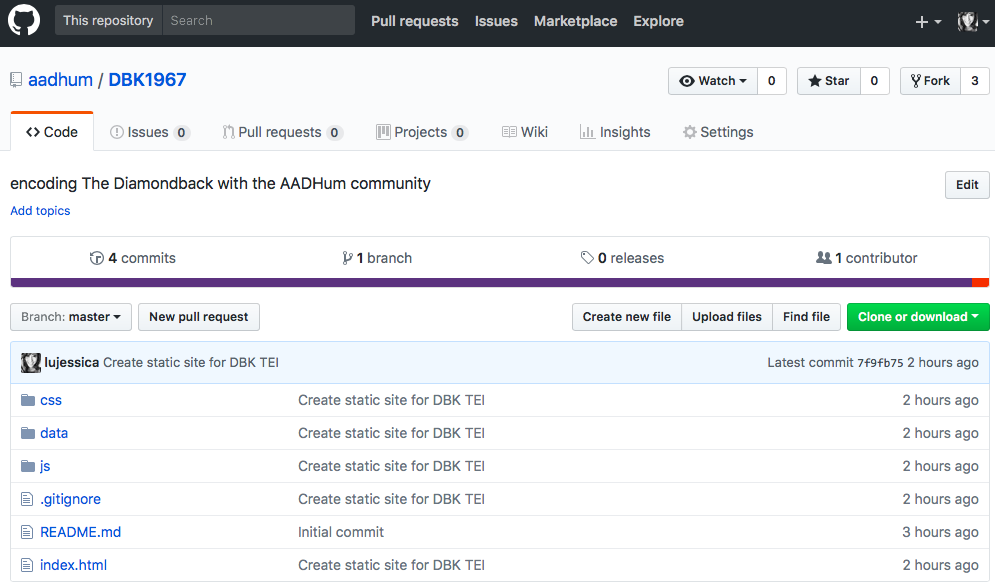 This repository Search Pull requests Issues Marketplace Explore
aadhum / DBK1967 Watch 0 Star 0 Fork 3
Code Issues 0 Pull requests 0 Projects 0 Wiki Insights Settings
encoding The Diamondback with the AADHum community Edit
Add topics
4 commits 1 branch 0 releases 1 contributor
Branch: master New pull request Create new file Upload files Find file Clone or download
lujessica Create static site for DBK TEI Latest commit 7f9fb75 2 hours ago
css Create static site for DBK TEI 2 hours ago
data Create static site for DBK TEI 2 hours ago
js Create static site for DBK TEI 2 hours ago
.gitignore Create static site for DBK TEI 2 hours ago
README.md Initial commit 3 hours ago
index.html Create static site for DBK TEI 2 hours ago